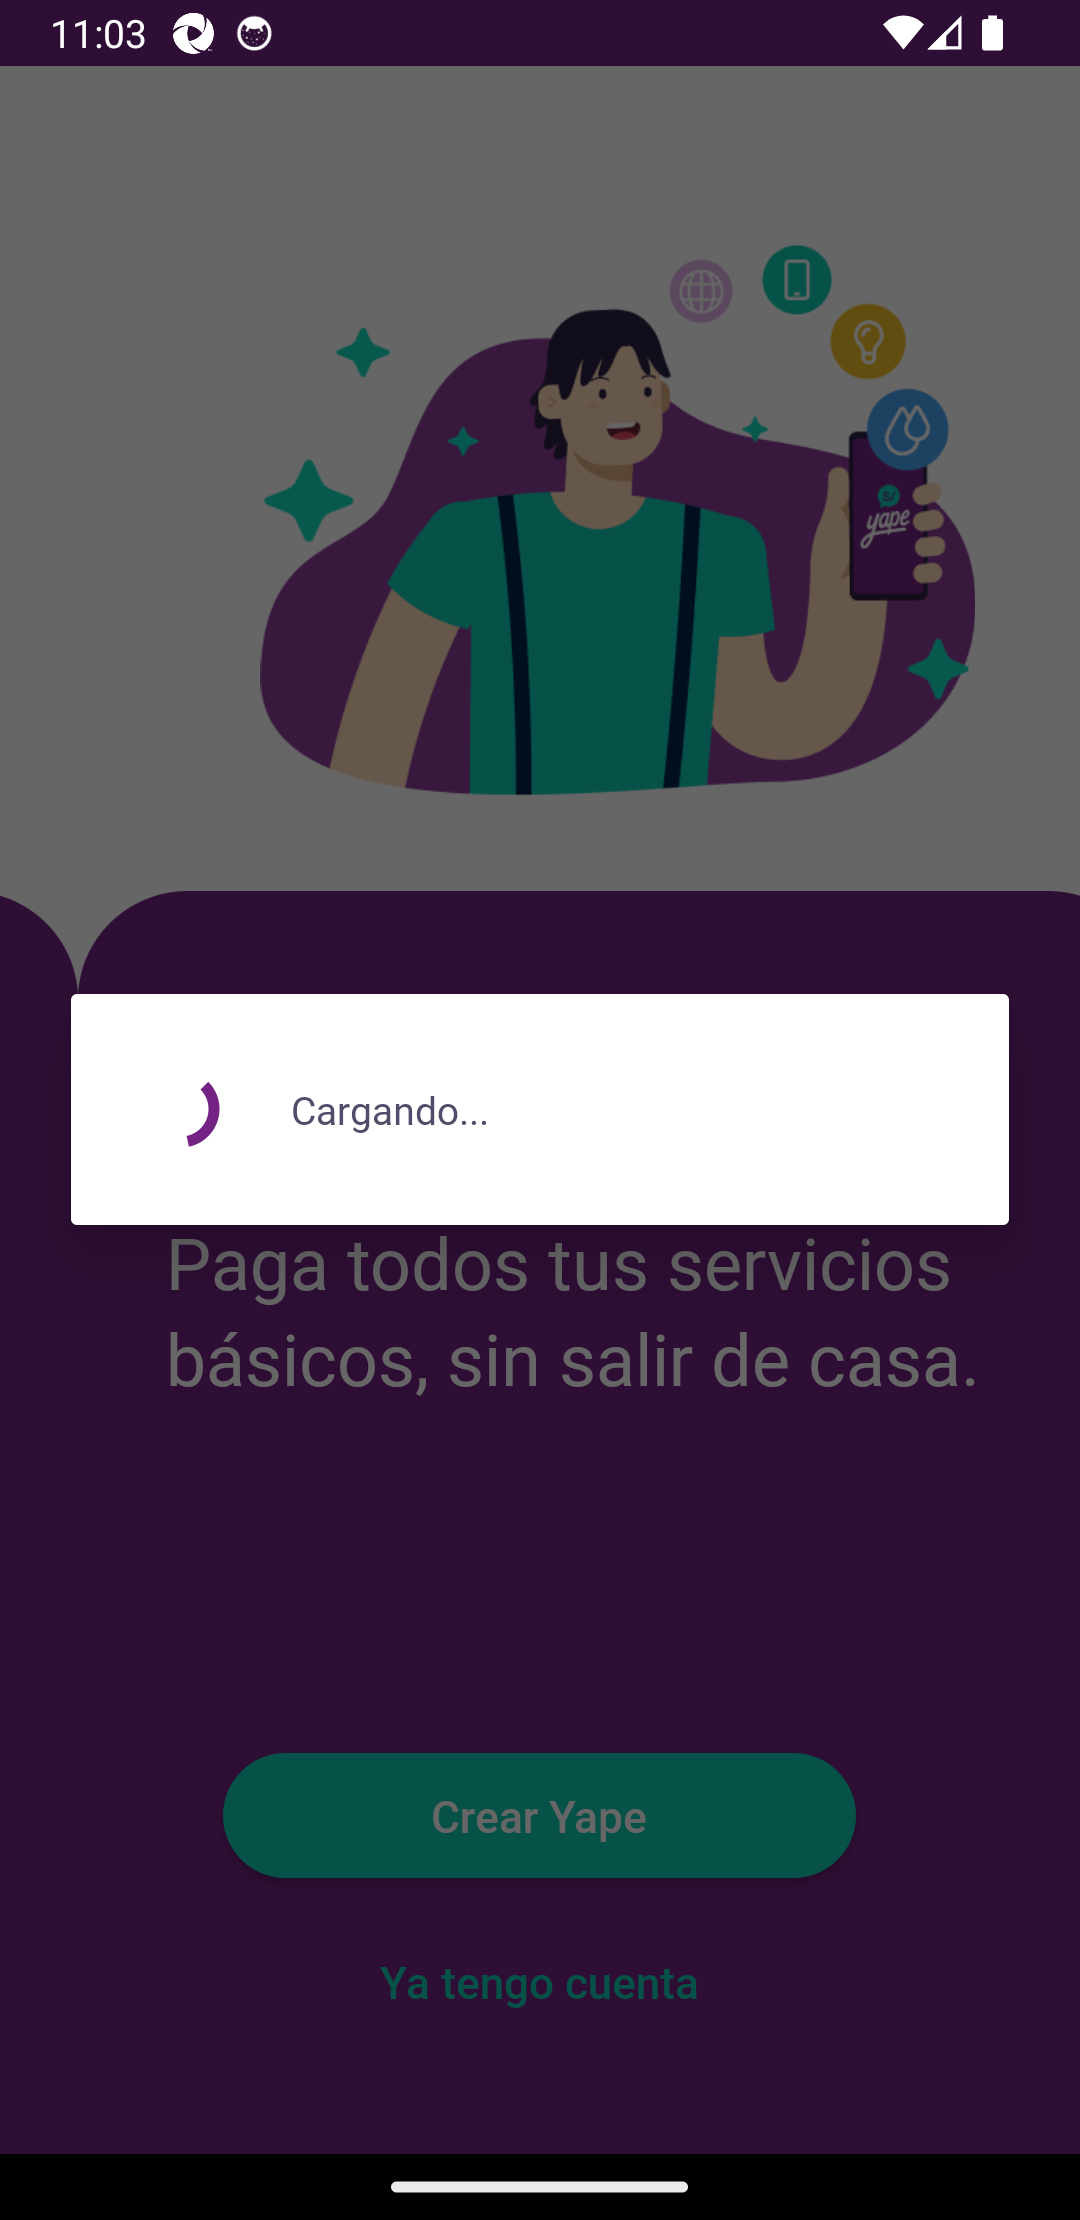 11:03
S/
yape
Cargando...
Paga todos tus servicios
básicos, sin salir de casa.
Crear Yape
Ya tengo cuenta